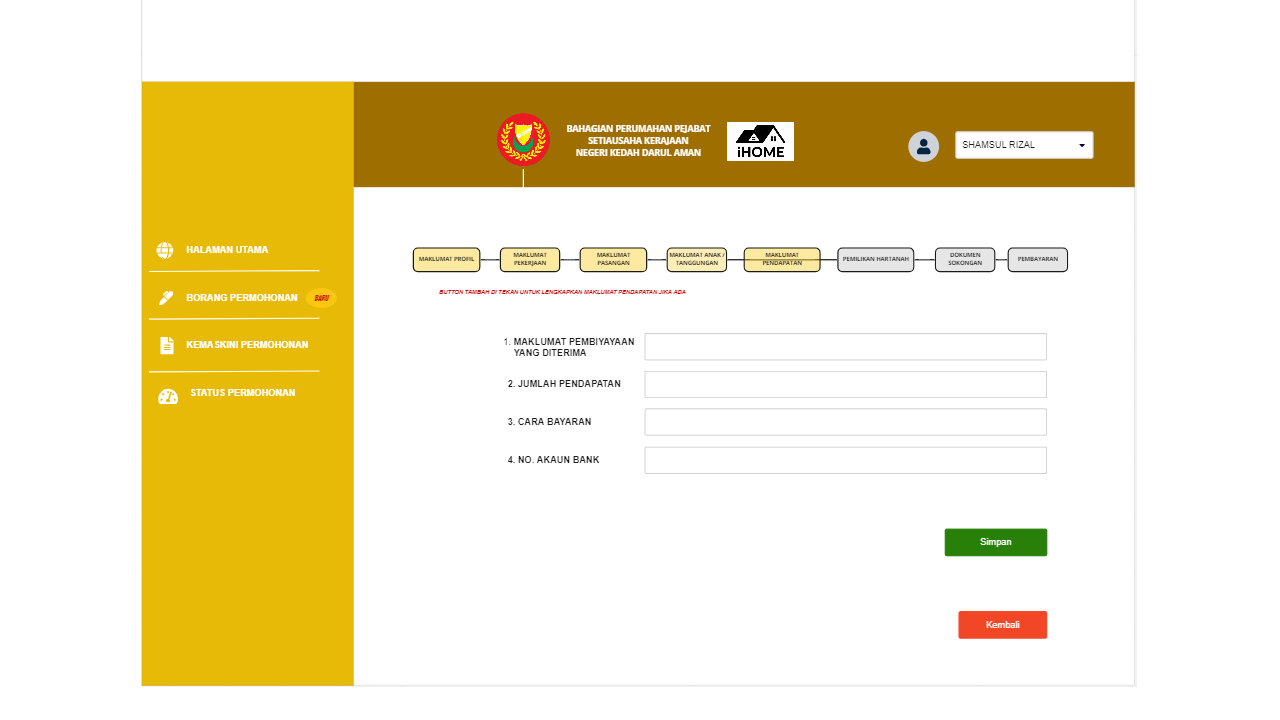 BAHAGIAN PERUMAHAN PEJABAT
SETIAUSAHA KERAJAAN
NEGERI KEDAH DARUL AMAN
iHOME
SHAMSUL RIZAL
HALAMAN UTAMA
BORANG PERMOHONAN
BARU
KEMASKINI PERMOHONAN
STATUS PERMOHONAN
MAKLUMAT PROFIL
MAKLUMAT
PEKERJAAN
MAKLUMAT
PASANGAN
MAKLUMAT ANAK /
TANGGUNGAN
MAKLUMAT
PENDAPATAN
PEMILIKAN HARTANAH
DOKUMEN
SOKONGAN
PEMBAYARAN
BUTTON TAMBAH DI TEKAN UNTUK LENGKAPKAN MAKLUMAT PENDAPATAN JIKA ADA
1. MAKLUMAT PEMBIYAYAAN
YANG DITERIMA
2. JUMLAH PENDAPATAN
3. CARA BAYARAN
4. NO. AKAUN BANK
Simpan
Kembali